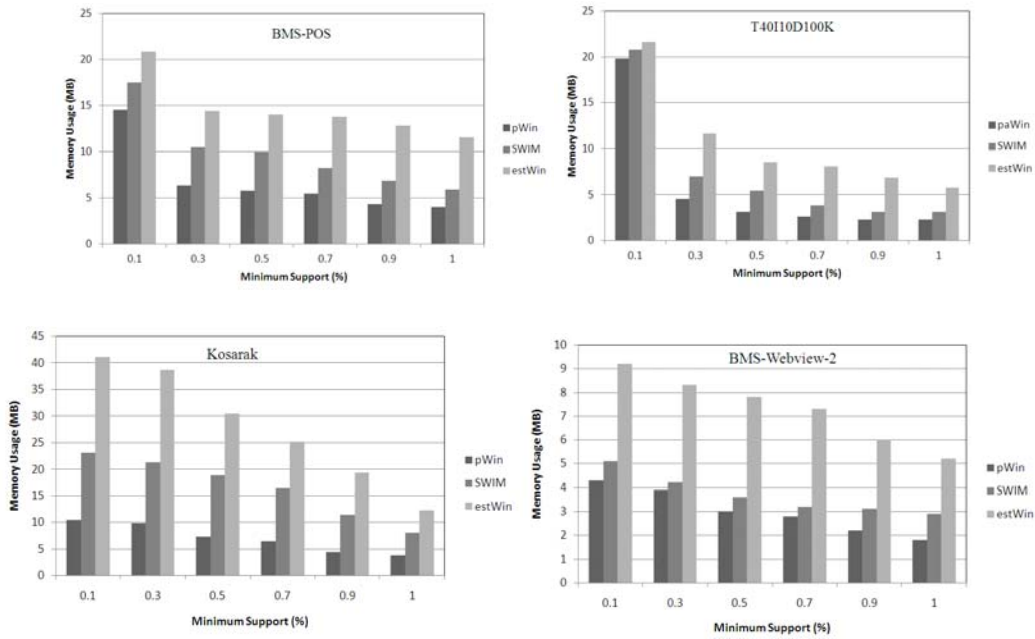 BMS-POS
25
20
15
10
5
0
Memory Usage (MB)
0.1 0.3 0.5 0.7 0.9 1
Minimum Support (%)
pWin
SWIM
estWin
T40I10D100K
25
20
15
10
5
0
Memory Usage (MB)
0.1 0.3 0.5 0.7 0.9 1
Minimum Support (%)
paWin
SWIM
estWin
Kosarak
45
40
35
30
25
20
15
10
5
0
Memory Usage (MB)
0.1 0.3 0.5 0.7 0.9 1
Minimum Support (%)
pWin
SWIM
estWin
BMS-Webview-2
10
9
8
7
6
5
4
3
2
1
0
Memory Usage (MB)
0.1 0.3 0.5 0.7 0.9 1
Minimum Support (%)
pWin
SWIM
estWin